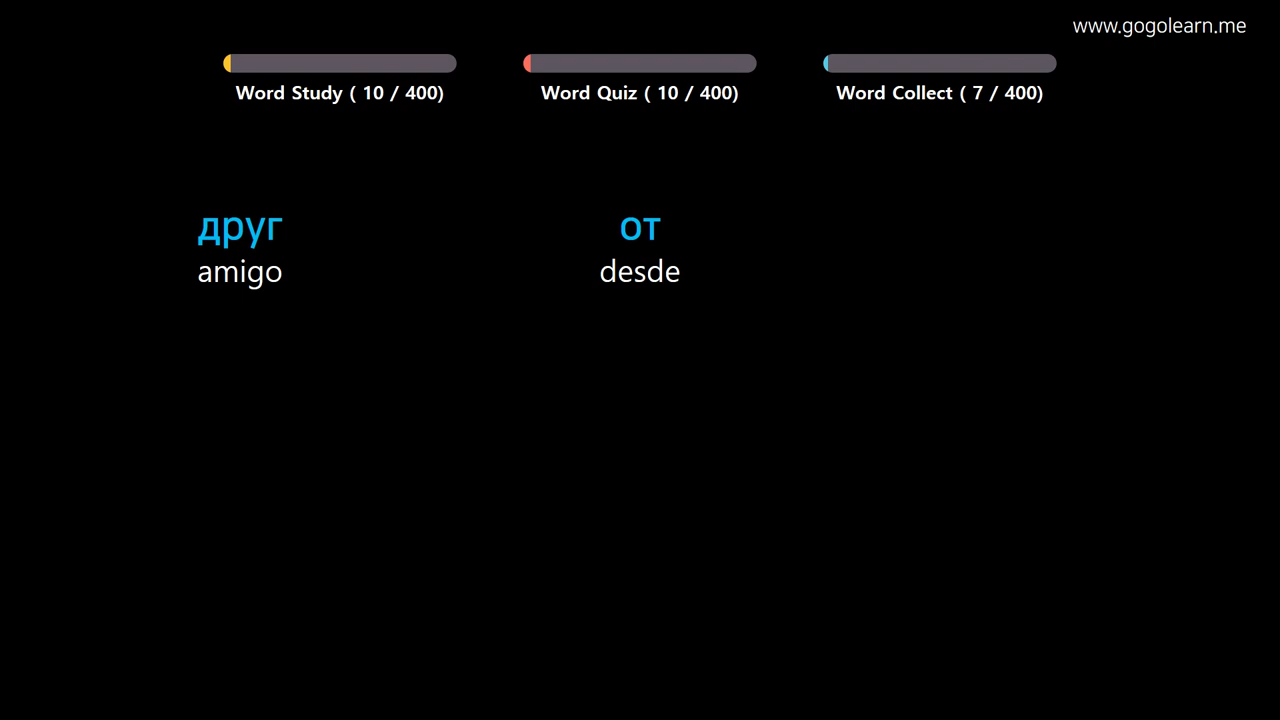 www.gogolearn.me
Word Study ( 10 / 400)
Word Quiz ( 10 / 400)
Word Collect ( 7 / 400)
друг
amigo
от
desde